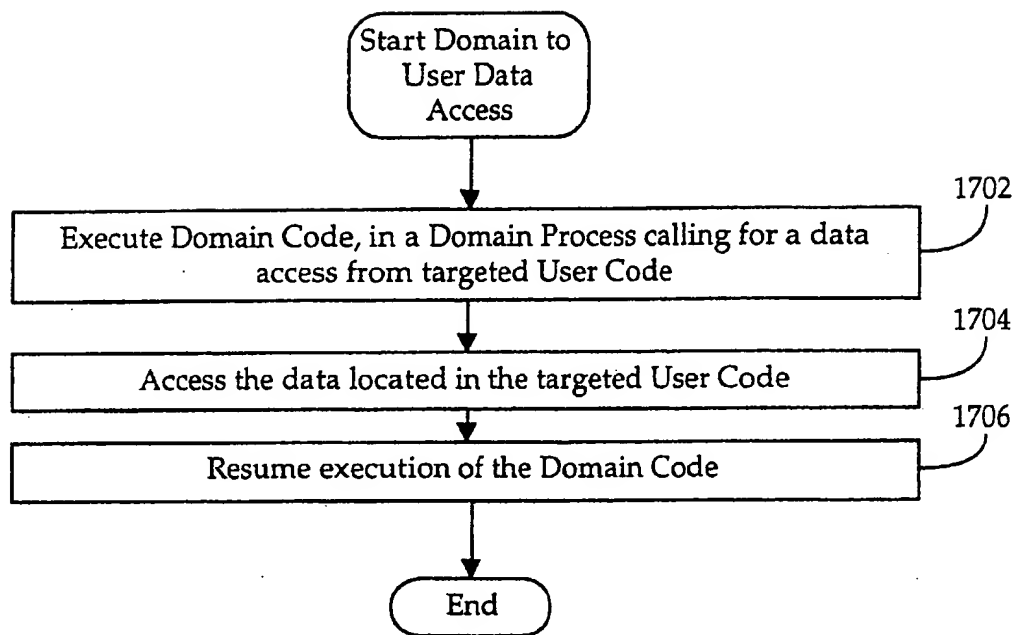 Start Domain to
User Data
Access
1702
Execute Domain Code, in a Domain Process calling for a data
access from targeted User Code
1704
Access the data located in the targeted User Code
1706
Resume execution of the Domain Code
End